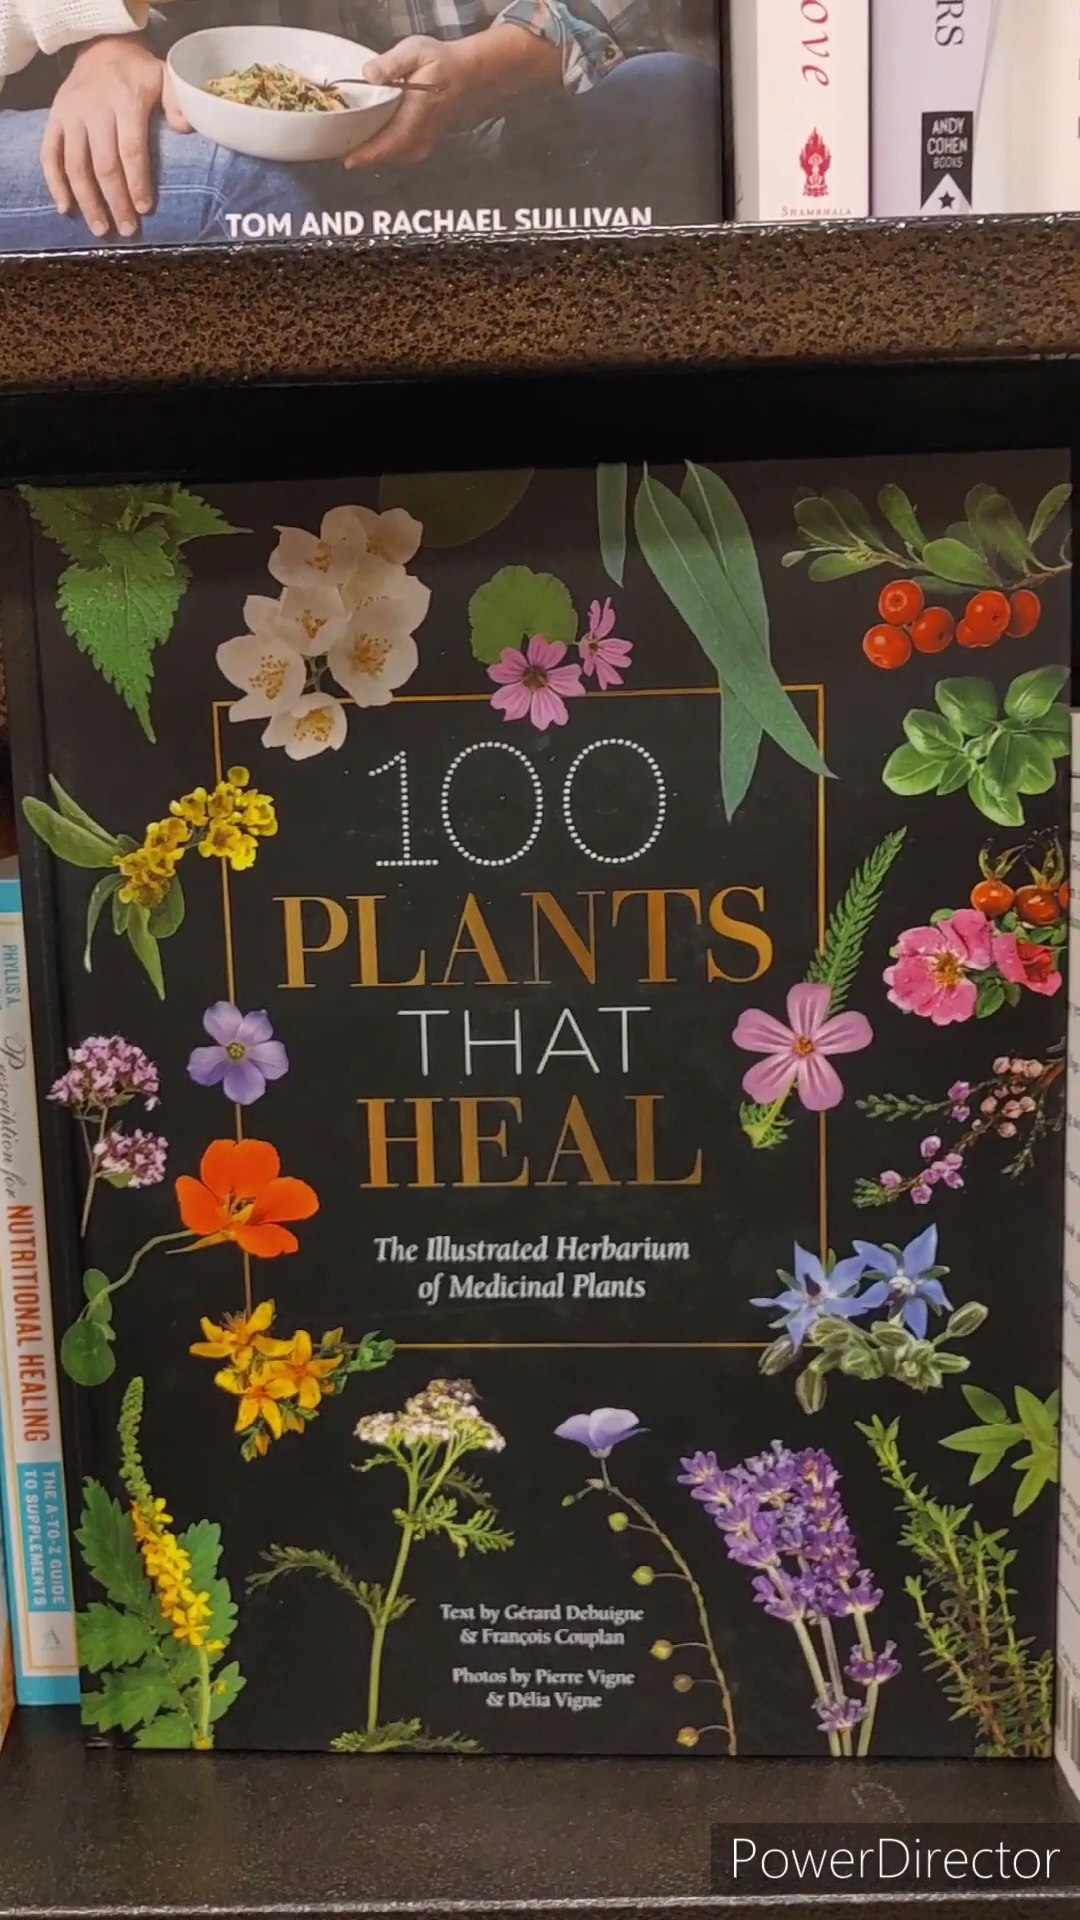 ove
SHAMBHALA
RS
ANDY
COHEN
BOOKS
TOM AND RACHAEL SULLIVAN
100
PLANTS
THAT
HEAL
The Illustrated Herbarium
of Medicinal Plants
Text by Gérard Debuigne
& François Couplan
Photos by Pierre Vigne
& Délia Vigne
PHYLLIS A.
Prescription for
NUTRITIONAL HEALING
THE A-TO-Z GUIDE
TO SUPPLEMENTS
PowerDirector